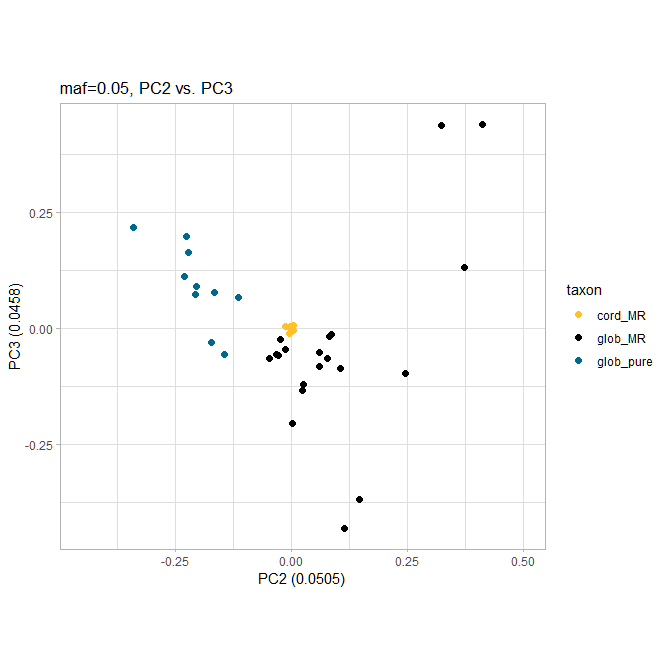 maf=0.05, PC2 vs. PC3
0.25
0.00
-0.25
PC3 (0.0458)
-0.25
0.00
0.25
0.50
PC2 (0.0505)
taxon
cord_MR
glob_MR
glob_pure